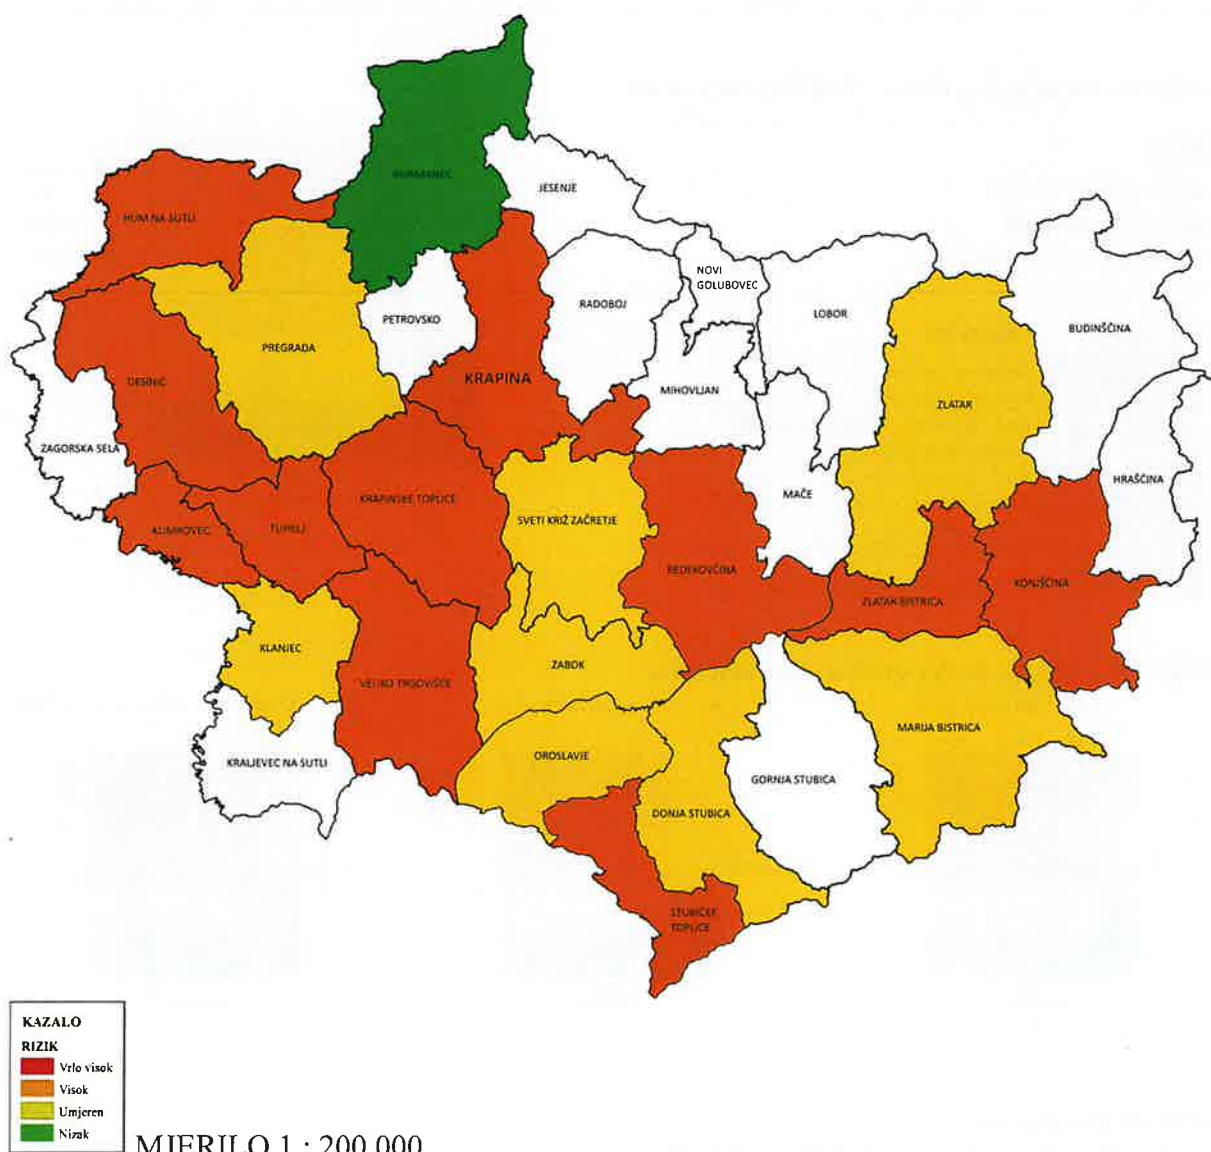 ĐURMANEC
JESENJE
HUM NA SUTLI
NOVI
GOLUBOVEC
RADOBOJ
LOBOR
PETROVSKO
BUDINŠČINA
PREGRADA
KRAPINA
DESINIĆ
MIHOVLJAN
ZLATAR
ZAGORSKA SELA
HRAŠĆINA
KRAPINSKE TOPLICE
MAČE
KUMROVEC
TUHELJ
SVETI KRIŽ ZAČRETJE
BEDEKOVČINA
KONJŠČINA
ZLATAR BISTRICA
KLANJEC
ZABOK
VELIKO TRGOVIŠĆE
MARIJA BISTRICA
OROSLAVJE
KRALJEVEC NA SUTLI
GORNJA STUBICA
DONJA STUBICA
STUBIČKE
TOPLICE
KAZALO
RIZIK
Vrlo visok
Visok
Umjeren
Nizak
MJERILO 1 : 200 000